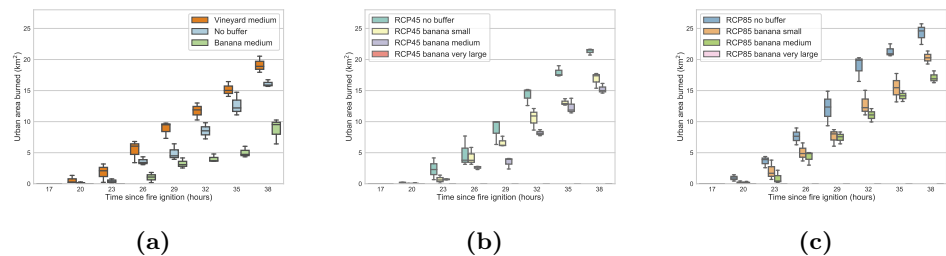 Urban area burned (km²)
25
20
15
10
5
0
Vineyard medium
No buffer
Banana medium
17 20 23 26 29 32 35 38
Time since fire ignition (hours)
(a)
Urban area burned (km²)
25
20
15
10
5
0
RCP45 no buffer
RCP45 banana small
RCP45 banana medium
RCP45 banana very large
17 20 23 26 29 32 35 38
Time since fire ignition (hours)
(b)
Urban area burned (km²)
25
20
15
10
5
0
RCP85 no buffer
RCP85 banana small
RCP85 banana medium
RCP85 banana very large
17 20 23 26 29 32 35 38
Time since fire ignition (hours)
(c)